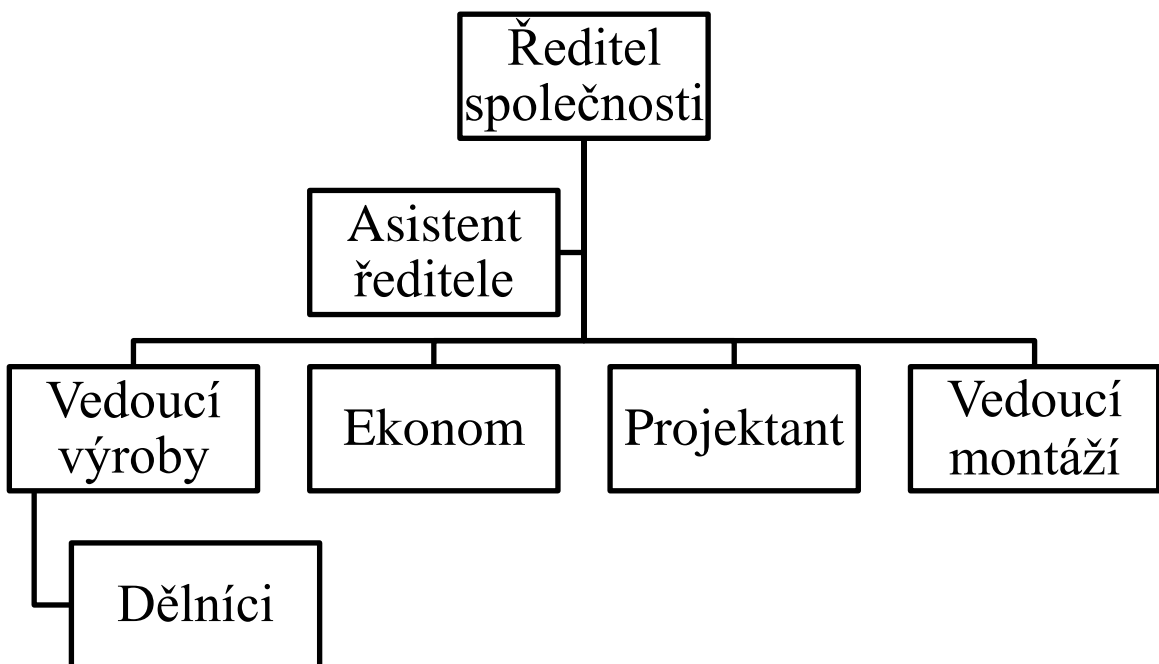 Ředitel
společnosti
Asistent
ředitele
Vedoucí
výroby
Ekonom
Projektant
Vedoucí
montáží
Dělníci